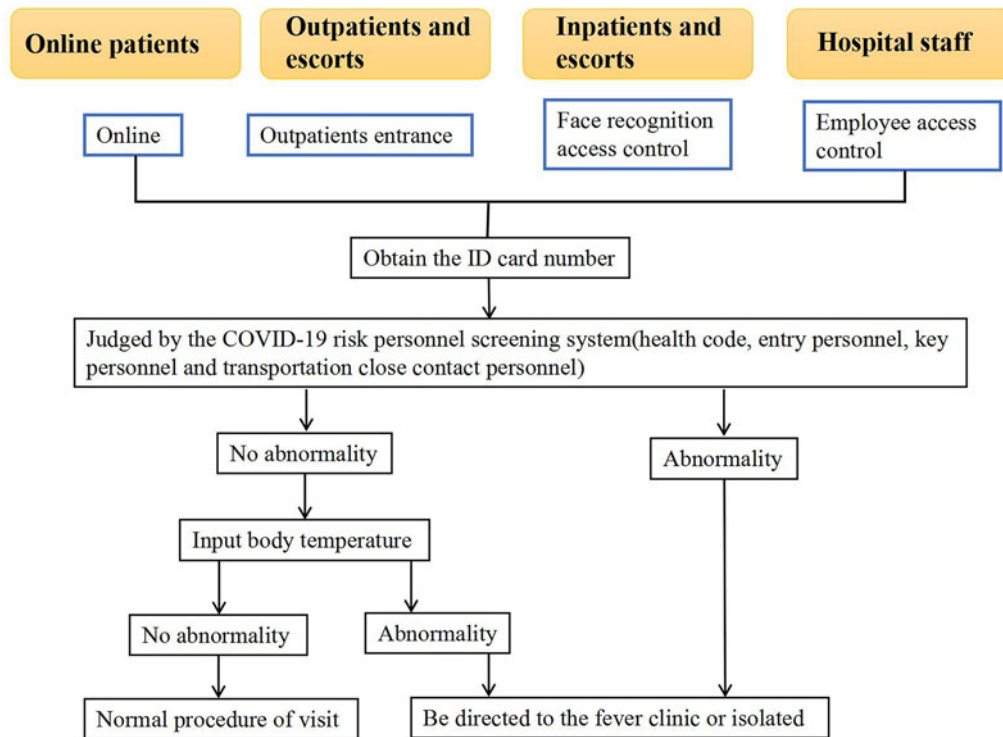 Online patients
Outpatients and
escorts
Inpatients and
escorts
Hospital staff
Online
Outpatients entrance
Face recognition
access control
Employee access
control
Obtain the ID card number
Judged by the COVID-19 risk personnel screening system(health code, entry personnel, key
personnel and transportation close contact personnel)
No abnormality
Abnormality
Input body temperature
No abnormality
Abnormality
Normal procedure of visit
Be directed to the fever clinic or isolated